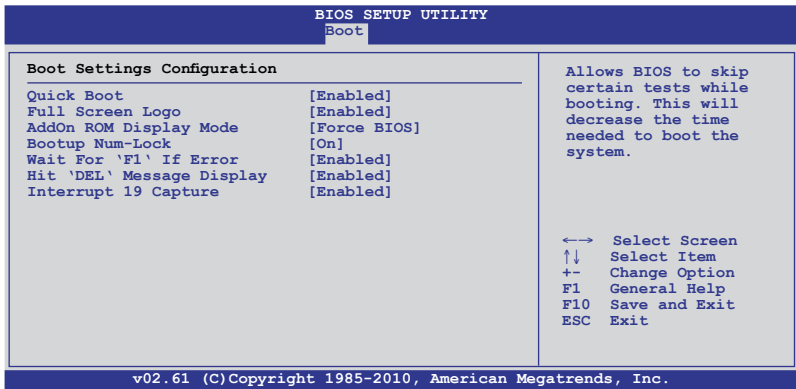 BIOS SETUP UTILITY
Boot
Boot Settings Configuration
Quick Boot [Enabled]
Full Screen Logo [Enabled]
AddOn ROM Display Mode [Force BIOS]
Bootup Num-Lock [On]
Wait For ‘F1‘ If Error [Enabled]
Hit ‘DEL‘ Message Display [Enabled]
Interrupt 19 Capture [Enabled]
Allows BIOS to skip
certain tests while
booting. This will
decrease the time
needed to boot the
system.
←→ Select Screen
↑↓ Select Item
+- Change Option
F1 General Help
F10 Save and Exit
ESC Exit
v02.61 (C)Copyright 1985-2010, American Megatrends, Inc.